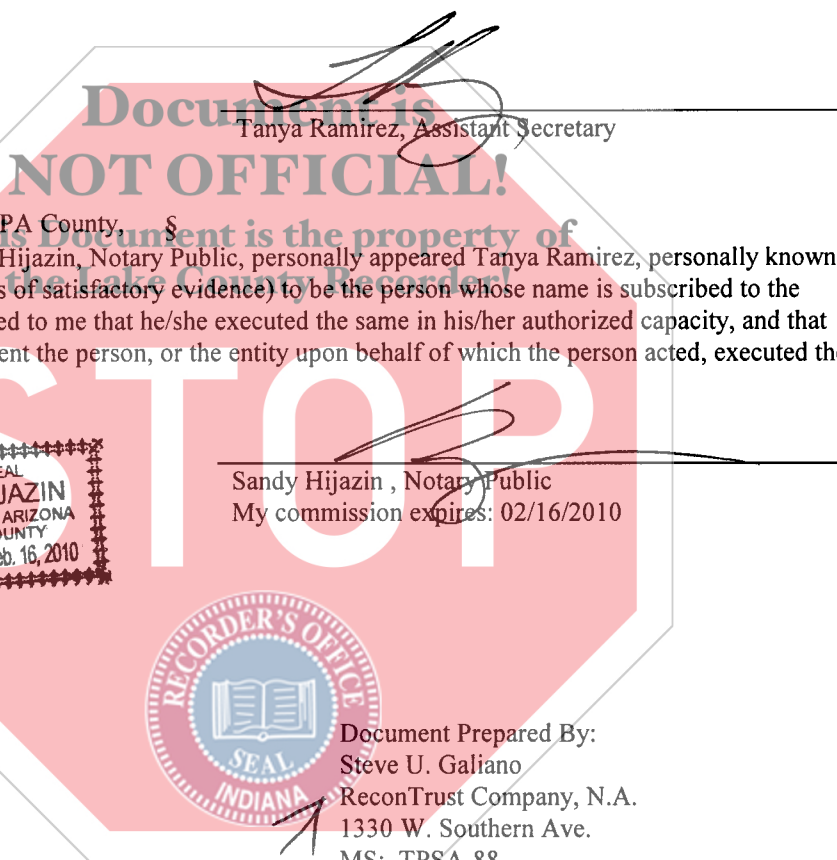 Document is
Tanya Ramirez, Assistant Secretary
NOT OFFICIAL!
PA County, §
is Document is the property of
Hijazin, Notary Public, personally appeared Tanya Ramirez, personally known
the Lake County Recorder!
s of satisfactory evidence) to be the person whose name is subscribed to the
ed to me that he/she executed the same in his/her authorized capacity, and that
ent the person, or the entity upon behalf of which the person acted, executed the
STOP
EAL
JAZIN
ARIZONA
OUNTY
eb. 16, 2010
Sandy Hijazin , Notary Public
My commission expires: 02/16/2010
RECORDER'S OFFICE
SEAL
INDIANA
Document Prepared By:
Steve U. Galiano
ReconTrust Company, N.A.
1330 W. Southern Ave.
MS: TPSA-88